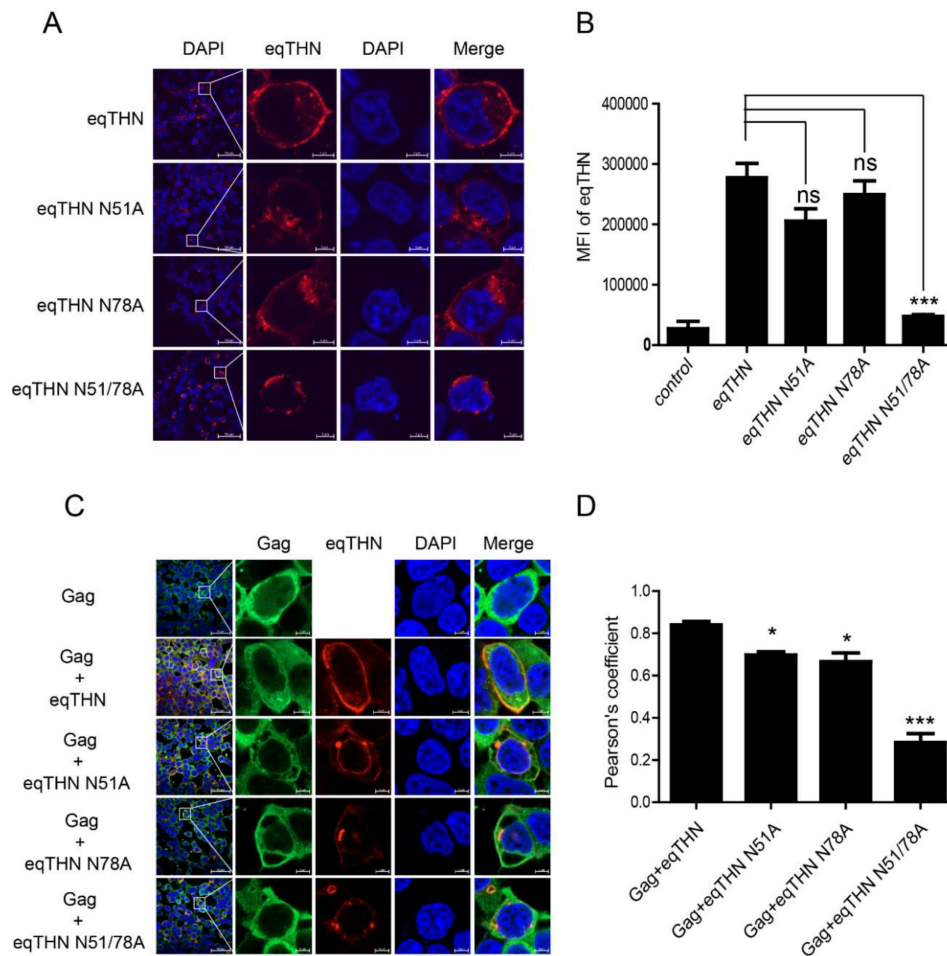 A
DAPI eqTHN DAPI Merge
eqTHN
eqTHN N51A
eqTHN N78A
eqTHN N51/78A
B
MFI of eqTHN
400000
300000
200000
100000
0
ns
ns
***
control
eqTHN
eqTHN N51A
eqTHN N78A
eqTHN N51/78A
C
Gag eqTHN DAPI Merge
Gag
Gag
+
eqTHN
Gag
+
eqTHN N51A
Gag
+
eqTHN N78A
Gag
+
eqTHN N51/78A
D
Pearson's coefficient
1.0
0.8
0.6
0.4
0.2
0.0
*
*
***
Gag+eqTHN
Gag+eqTHN N51A
Gag+eqTHN N78A
Gag+eqTHN N51/78A